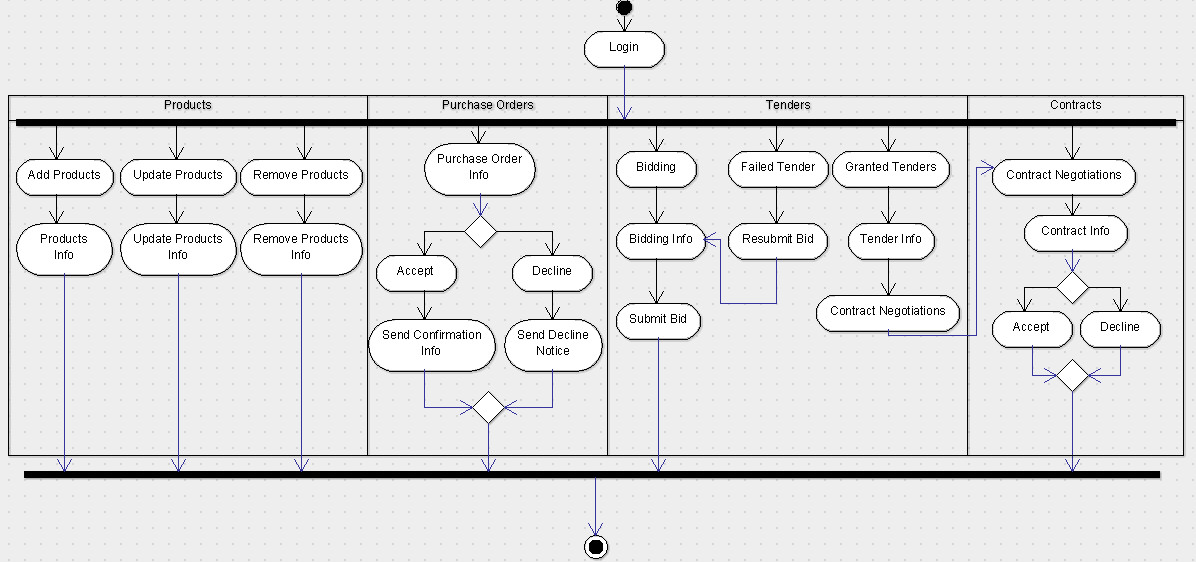 Login
Products
Purchase Orders
Tenders
Contracts
Add Products
Update Products
Remove Products
Products
Info
Update Products
Info
Remove Products
Info
Purchase Order
Info
Accept
Decline
Send Confirmation
Info
Send Decline
Notice
Bidding
Failed Tender
Granted Tenders
Bidding Info
Resubmit Bid
Tender Info
Submit Bid
Contract Negotiations
Contract Negotiations
Contract Info
Accept
Decline